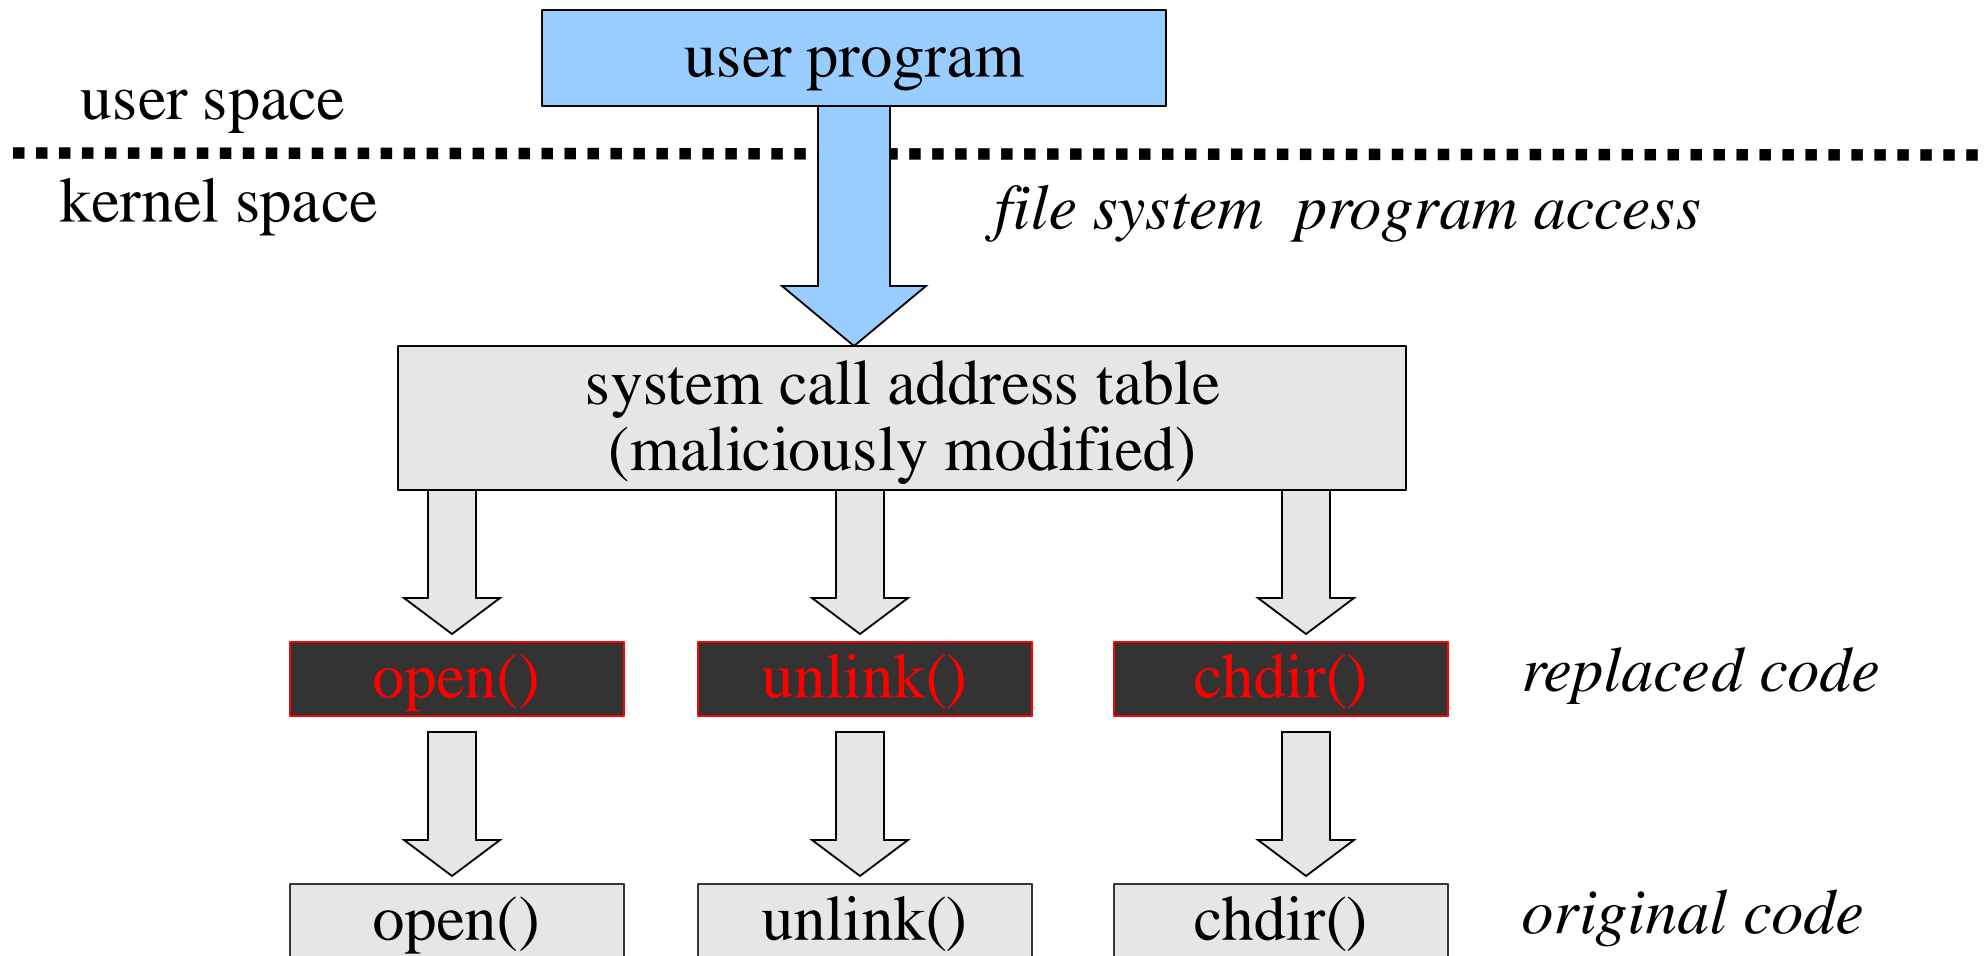 user program
user space
kernel space
file system program access
system call address table
(maliciously modified)
open() unlink() chdir() replaced code
open() unlink() chdir() original code